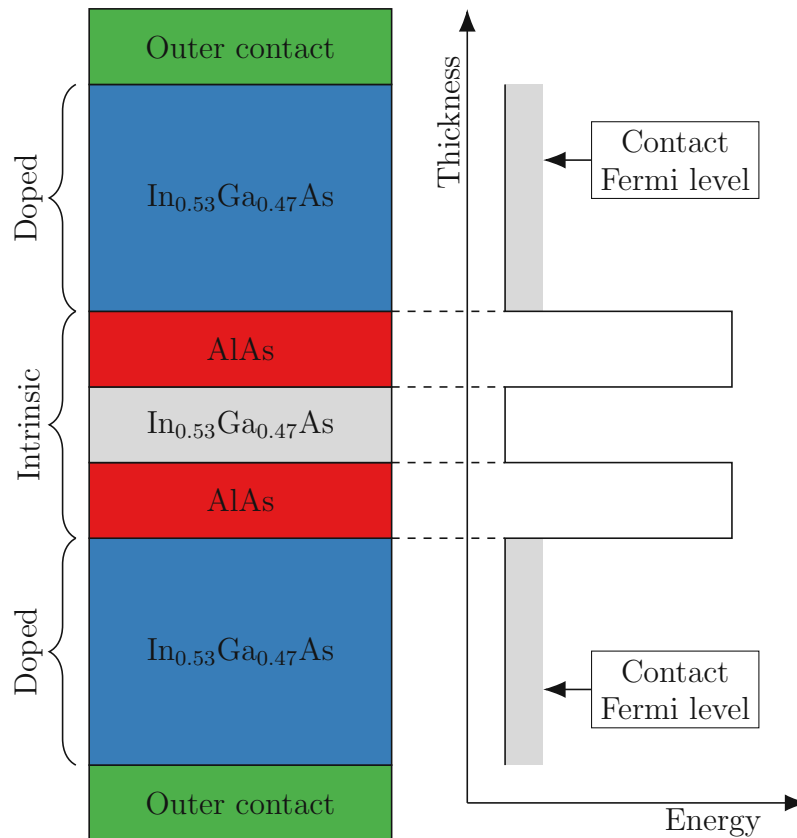 Outer contact
Doped
In₀.₅₃Ga₀.₄₇As
Intrinsic
AlAs
In₀.₅₃Ga₀.₄₇As
AlAs
Doped
In₀.₅₃Ga₀.₄₇As
Outer contact
Thickness
Contact
Fermi level
Contact
Fermi level
Energy